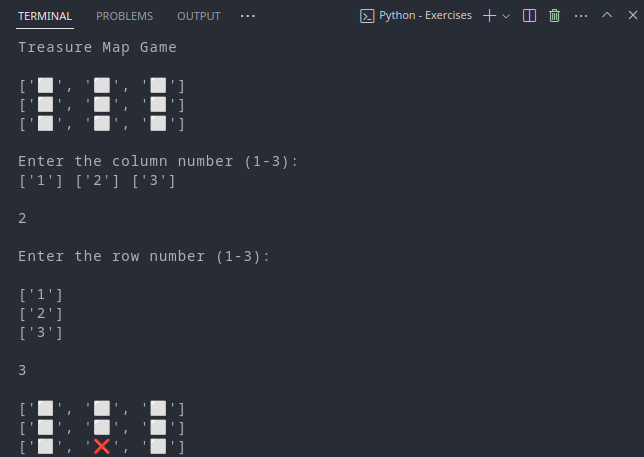 TERMINAL PROBLEMS OUTPUT ··· Python - Exercises
Treasure Map Game
['⬜', '⬜', '⬜']
['⬜', '⬜', '⬜']
['⬜', '⬜', '⬜']
Enter the column number (1-3):
['1'] ['2'] ['3']
2
Enter the row number (1-3):
['1']
['2']
['3']
3
['⬜', '⬜', '⬜']
['⬜', '⬜', '⬜']
['⬜', '❌', '⬜']